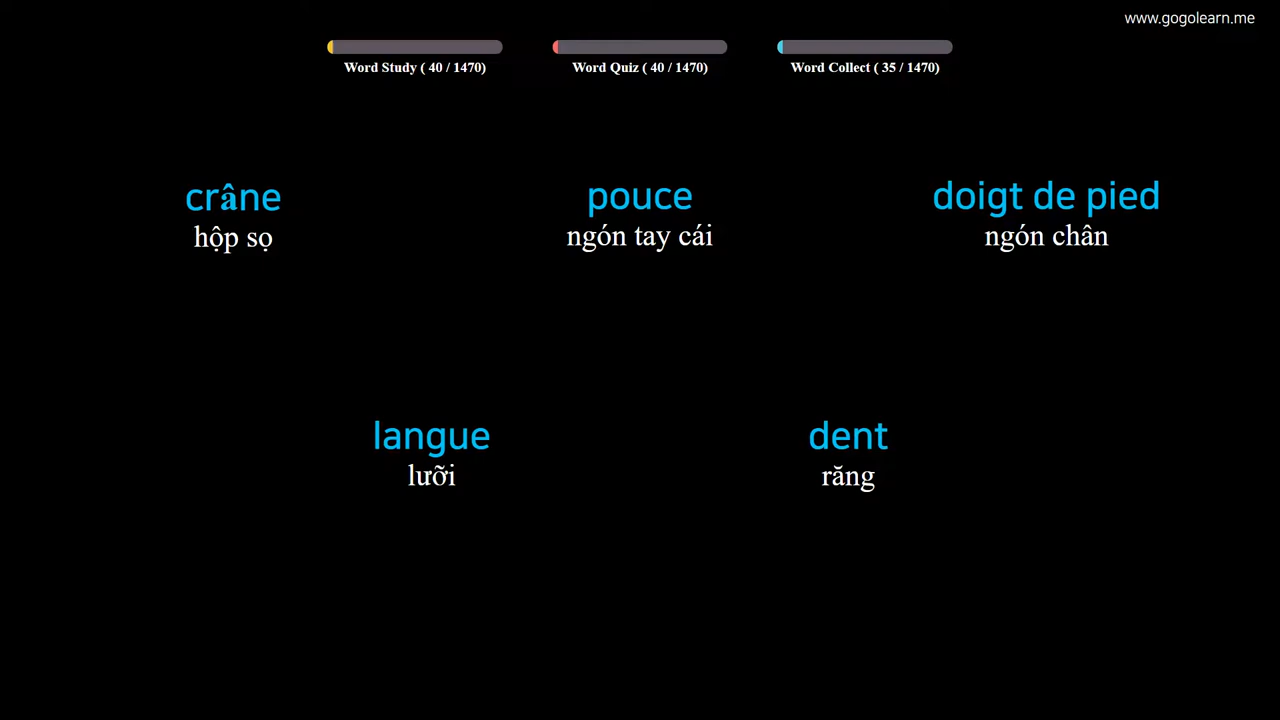 www.gogolearn.me
Word Study ( 40 / 1470)
Word Quiz ( 40 / 1470)
Word Collect ( 35 / 1470)
crâne
hộp sọ
pouce
ngón tay cái
doigt de pied
ngón chân
langue
lưỡi
dent
răng